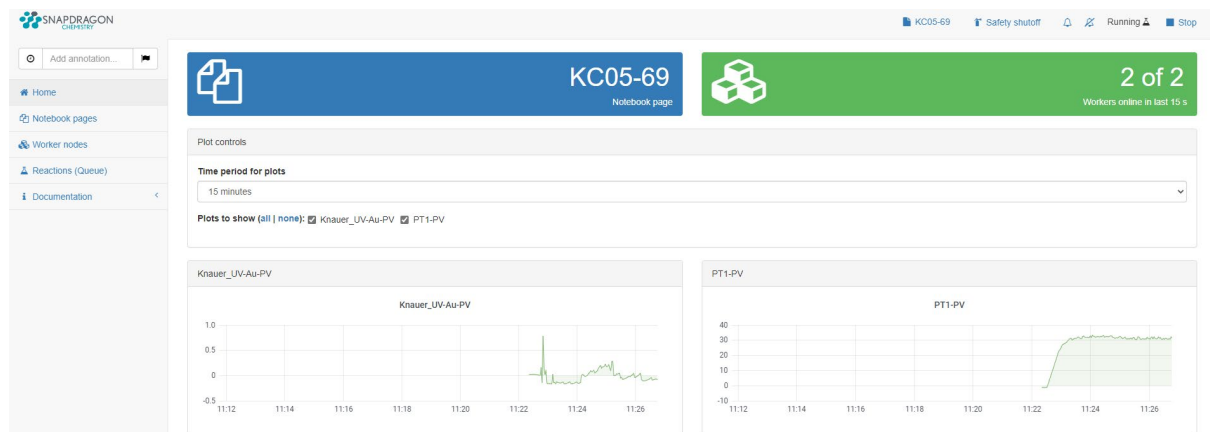 SNAPDRAGON
CHEMISTRY
KC05-69
Safety shutoff
Running
Stop
Add annotation...
Home
Notebook pages
Worker nodes
Reactions (Queue)
Documentation
KC05-69
Notebook page
2 of 2
Workers online in last 15 s
Plot controls
Time period for plots
15 minutes
Plots to show (all | none): Knauer_UV-Au-PV PT1-PV
Knauer_UV-Au-PV
Knauer_UV-Au-PV
1.0
0.5
0
-0.5
11:12 11:14 11:16 11:18 11:20 11:22 11:24 11:26
PT1-PV
PT1-PV
40
30
20
10
0
-10
11:12 11:14 11:16 11:18 11:20 11:22 11:24 11:26